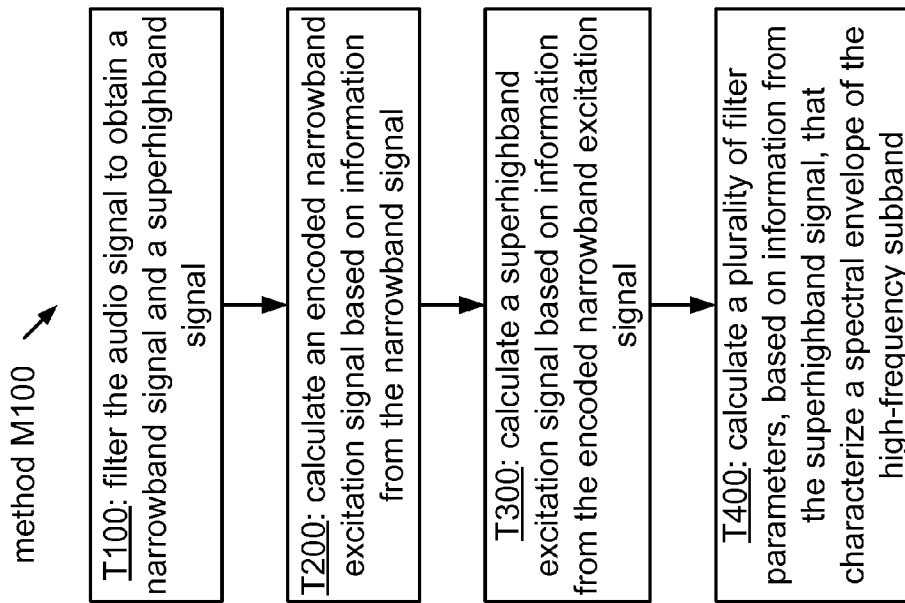 method M100
T100: filter the audio signal to obtain a
narrowband signal and a superhighband
signal
T200: calculate an encoded narrowband
excitation signal based on information
from the narrowband signal
T300: calculate a superhighband
excitation signal based on information
from the encoded narrowband excitation
signal
T400: calculate a plurality of filter
parameters, based on information from
the superhighband signal, that
characterize a spectral envelope of the
high-frequency subband